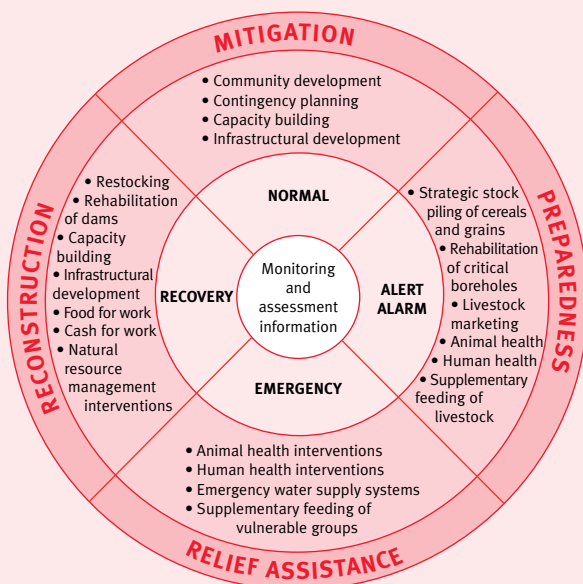 MITIGATION
• Community development
• Contingency planning
• Capacity building
• Infrastructural development
NORMAL
PREPAREDNESS
• Strategic stock
piling of cereals
and grains
• Rehabilitation
of critical
boreholes
• Livestock
marketing
• Animal health
• Human health
• Supplementary
feeding of
livestock
ALERT
ALARM
RECONSTRUCTION
• Restocking
• Rehabilitation
of dams
• Capacity
building
• Infrastructural
development
• Food for work
• Cash for work
• Natural
resource
management
interventions
RECOVERY
Monitoring
and
assessment
information
EMERGENCY
• Animal health interventions
• Human health interventions
• Emergency water supply systems
• Supplementary feeding of
vulnerable groups
RELIEF ASSISTANCE